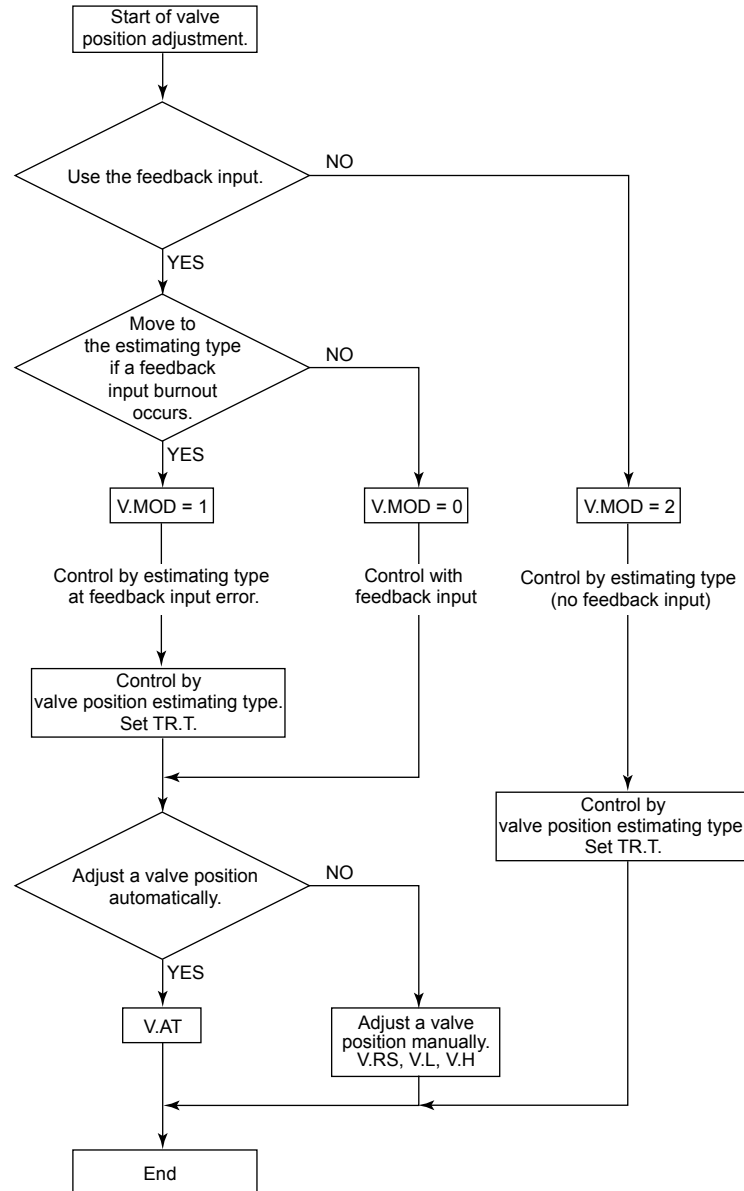 Start of valve
position adjustment.
Use the feedback input.
NO
YES
Move to
the estimating type
if a feedback
input burnout
occurs.
NO
YES
V.MOD = 1
V.MOD = 0
V.MOD = 2
Control by estimating type
at feedback input error.
Control with
feedback input
Control by estimating type
(no feedback input)
Control by
valve position estimating type.
Set TR.T.
Control by
valve position estimating type
Set TR.T.
Adjust a valve position
automatically.
NO
YES
V.AT
Adjust a valve
position manually.
V.RS, V.L, V.H
End